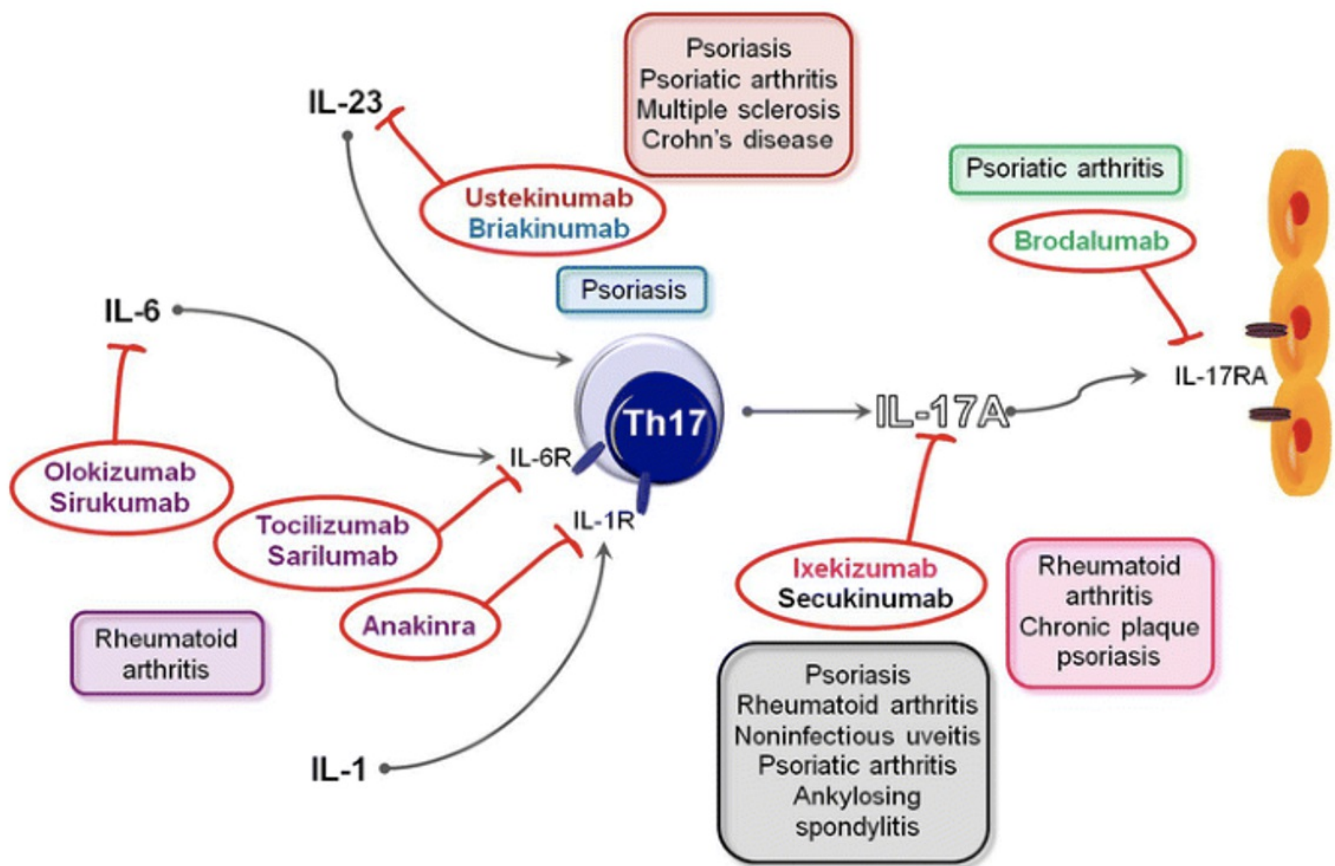 Psoriasis
Psoriatic arthritis
Multiple sclerosis
Crohn's disease
IL-23
Ustekinumab
Briakinumab
Psoriasis
Psoriatic arthritis
Brodalumab
IL-6
Th17
IL-17A
IL-17RA
IL-6R
Olokizumab
Sirukumab
Tocilizumab
Sarilumab
IL-1R
Anakinra
Rheumatoid
arthritis
Ixekizumab
Secukinumab
Rheumatoid
arthritis
Chronic plaque
psoriasis
Psoriasis
Rheumatoid arthritis
Noninfectious uveitis
Psoriatic arthritis
Ankylosing
spondylitis
IL-1